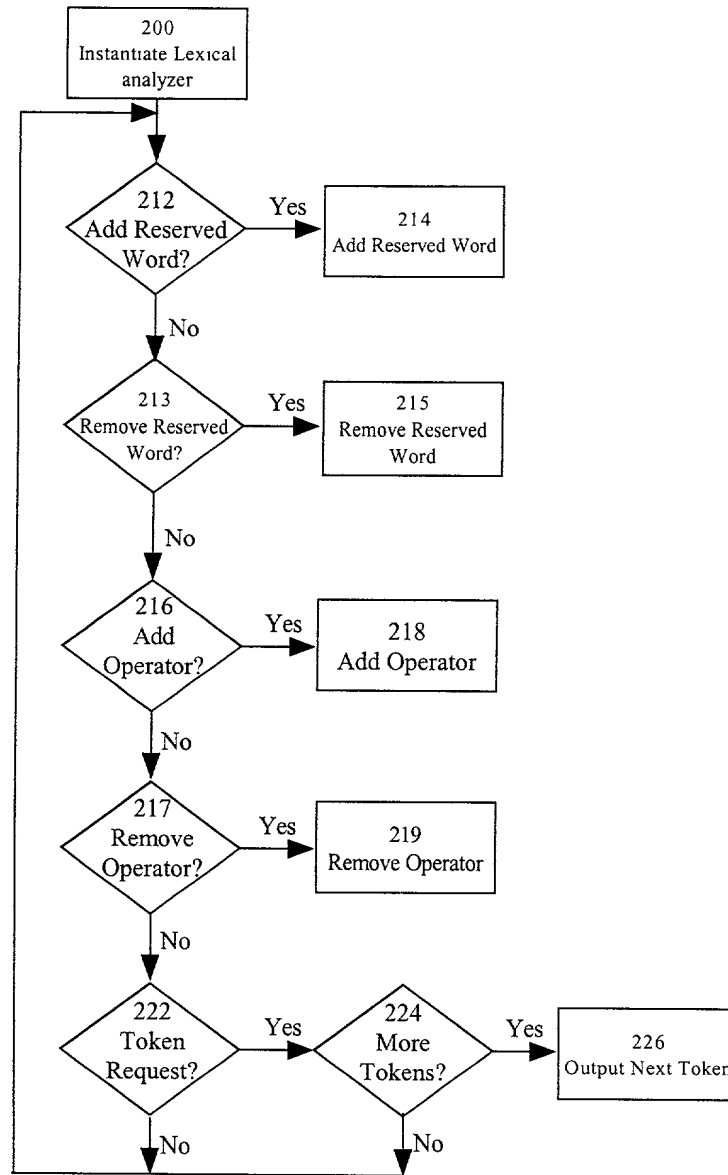 200
Instantiate Lexical
analyzer
212
Add Reserved
Word?
Yes
214
Add Reserved Word
No
213
Remove Reserved
Word?
Yes
215
Remove Reserved
Word
No
216
Add
Operator?
Yes
218
Add Operator
No
217
Remove
Operator?
Yes
219
Remove Operator
No
222
Token
Request?
Yes
224
More
Tokens?
Yes
226
Output Next Token
No
No